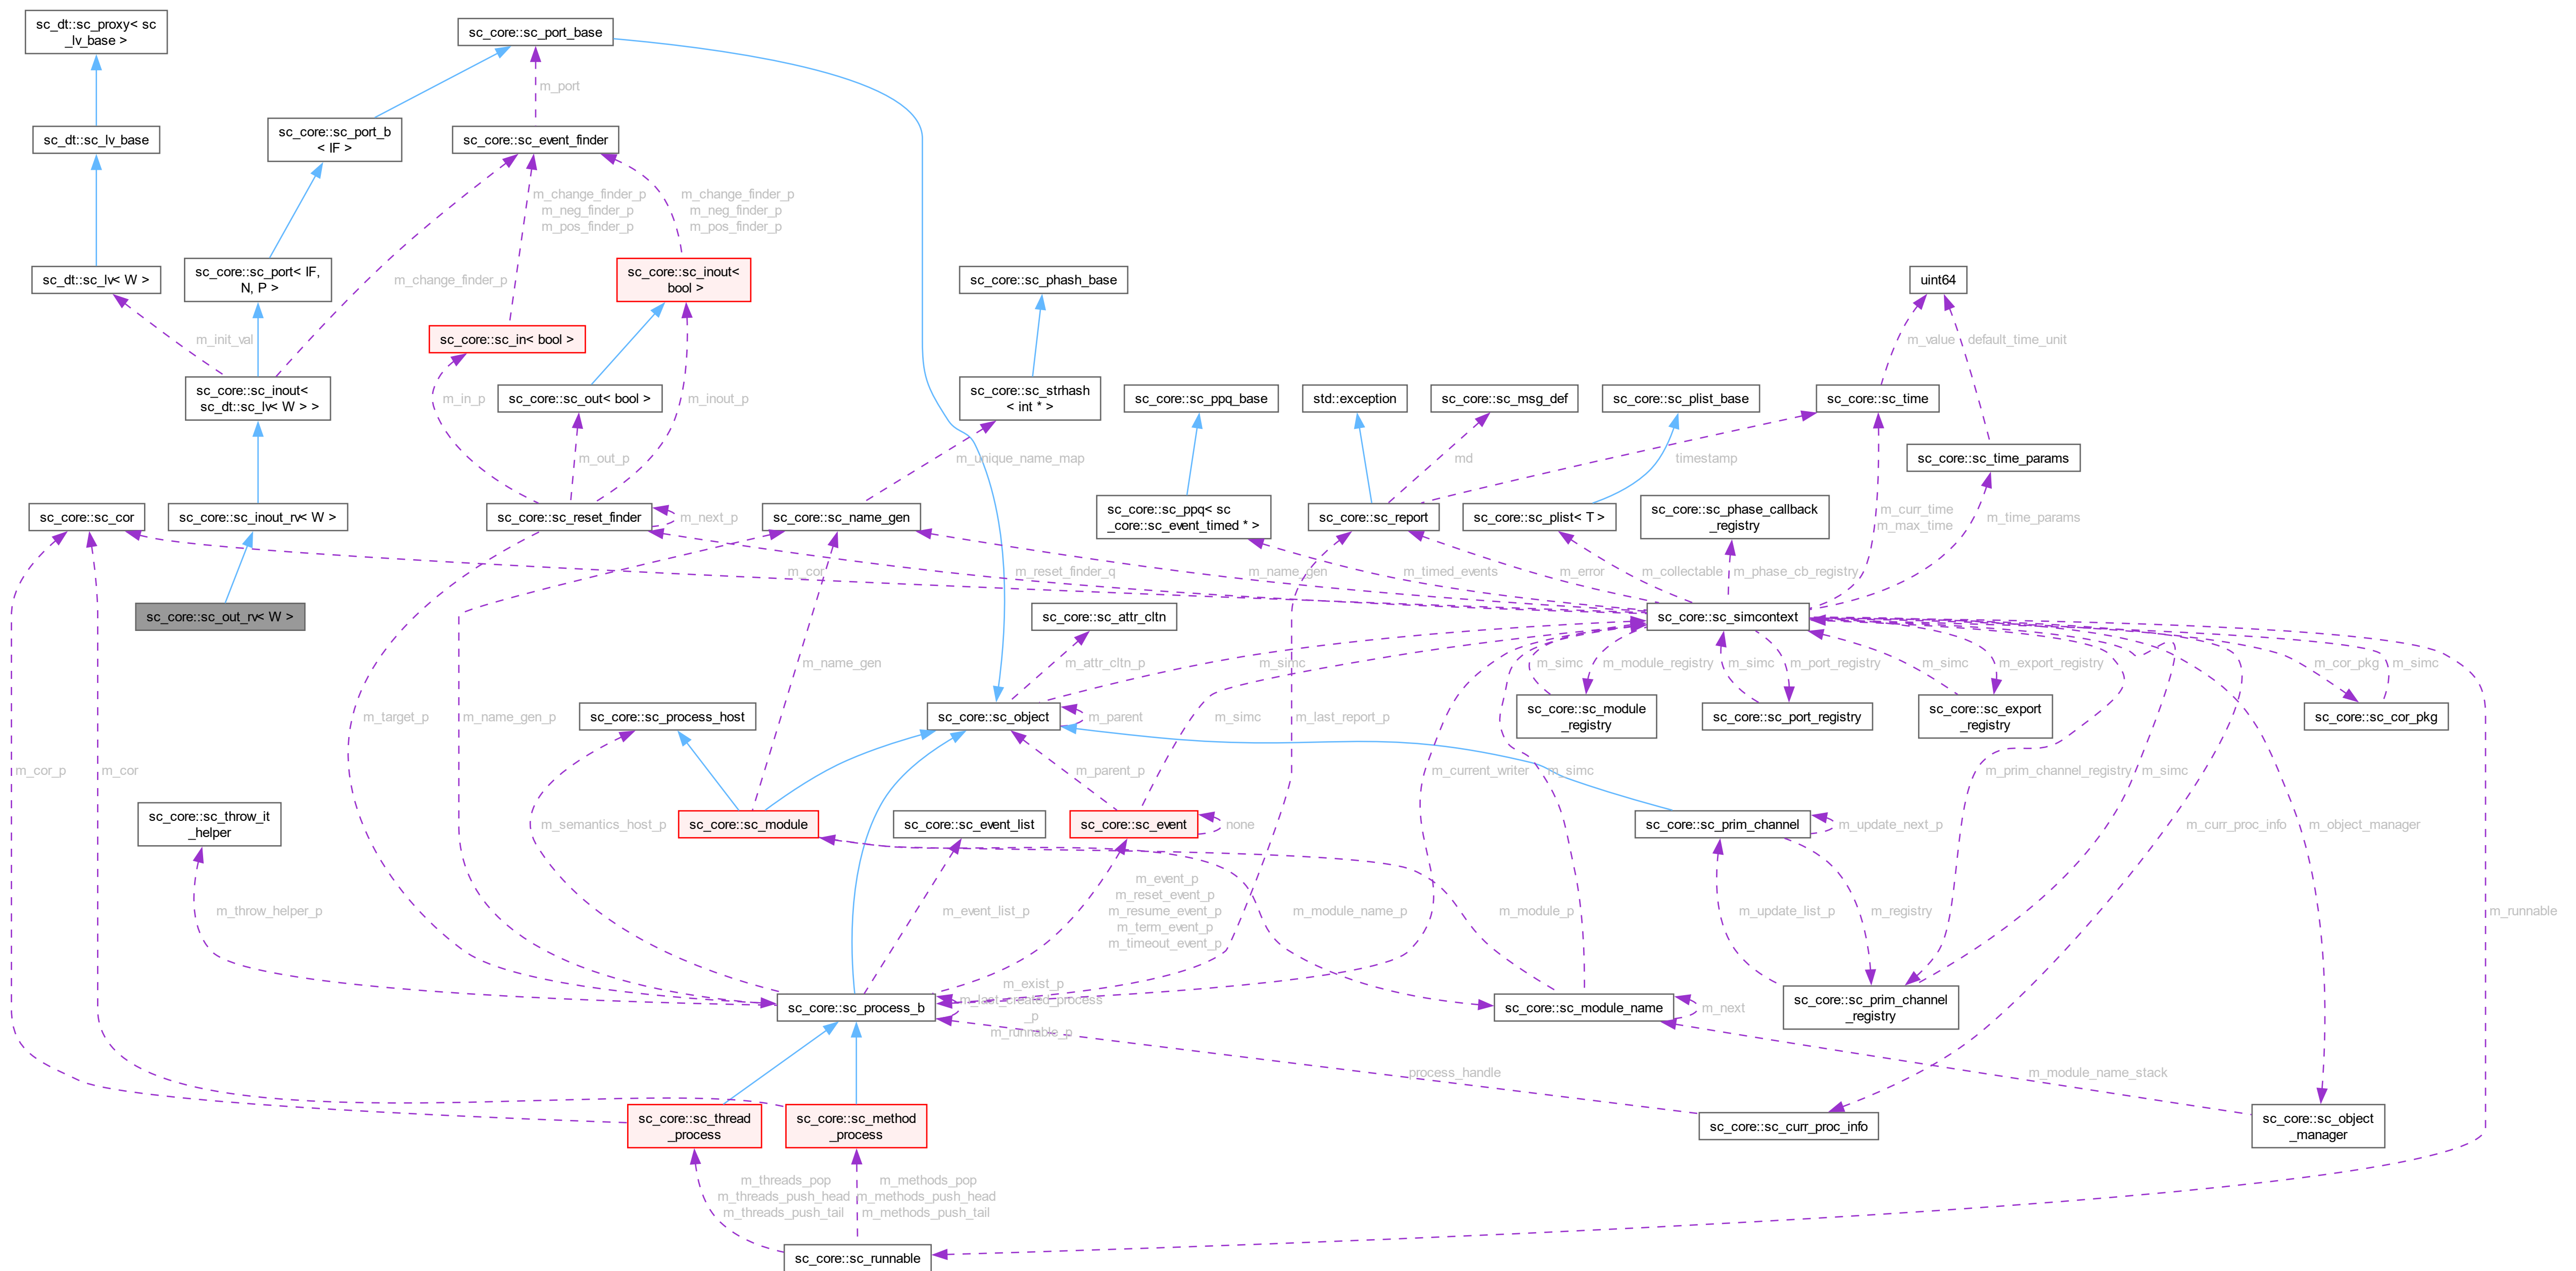 sc_dt::sc_proxy< sc
_lv_base >
sc_core::sc_port_base
m_port
sc_dt::sc_lv_base
sc_core::sc_port_b
< IF >
sc_core::sc_event_finder
m_change_finder_p
m_neg_finder_p
m_pos_finder_p
m_change_finder_p
m_neg_finder_p
m_pos_finder_p
sc_dt::sc_lv< W >
sc_core::sc_port< IF,
N, P >
m_change_finder_p
sc_core::sc_inout<
bool >
sc_core::sc_phash_base
uint64
m_init_val
sc_core::sc_in< bool >
m_value
default_time_unit
sc_core::sc_inout<
sc_dt::sc_lv< W > >
m_in_p
sc_core::sc_out< bool >
m_inout_p
sc_core::sc_strhash
< int * >
sc_core::sc_ppq_base
std::exception
sc_core::sc_msg_def
sc_core::sc_plist_base
sc_core::sc_time
m_out_p
m_unique_name_map
md
timestamp
sc_core::sc_time_params
sc_core::sc_cor
sc_core::sc_inout_rv< W >
sc_core::sc_reset_finder
m_next_p
sc_core::sc_name_gen
sc_core::sc_ppq< sc
_core::sc_event_timed * >
sc_core::sc_report
sc_core::sc_plist< T >
sc_core::sc_phase_callback
_registry
m_curr_time
m_max_time
m_time_params
m_cor
m_reset_finder_q
m_name_gen
m_timed_events
m_error
m_collectable
m_phase_cb_registry
sc_core::sc_out_rv< W >
sc_core::sc_attr_cltn
sc_core::sc_simcontext
m_name_gen
m_attr_cltn_p
m_simc
m_simc
m_module_registry
m_simc
m_port_registry
m_simc
m_export_registry
m_cor_pkg
m_simc
m_target_p
m_name_gen_p
sc_core::sc_process_host
sc_core::sc_object
m_parent
m_simc
m_last_report_p
sc_core::sc_module
_registry
sc_core::sc_port_registry
sc_core::sc_export
_registry
sc_core::sc_cor_pkg
m_cor_p
m_cor
m_parent_p
m_current_writer
m_simc
m_prim_channel_registry
m_simc
sc_core::sc_throw_it
_helper
m_semantics_host_p
sc_core::sc_module
sc_core::sc_event_list
sc_core::sc_event
none
sc_core::sc_prim_channel
m_update_next_p
m_curr_proc_info
m_object_manager
m_throw_helper_p
m_event_list_p
m_event_p
m_reset_event_p
m_resume_event_p
m_term_event_p
m_timeout_event_p
m_module_name_p
m_module_p
m_update_list_p
m_registry
m_runnable
sc_core::sc_process_b
m_exist_p
m_last_created_process
_p
m_runnable_p
sc_core::sc_module_name
m_next
sc_core::sc_prim_channel
_registry
process_handle
m_module_name_stack
sc_core::sc_thread
_process
sc_core::sc_method
_process
sc_core::sc_curr_proc_info
sc_core::sc_object
_manager
m_threads_pop
m_threads_push_head
m_threads_push_tail
m_methods_pop
m_methods_push_head
m_methods_push_tail
sc_core::sc_runnable